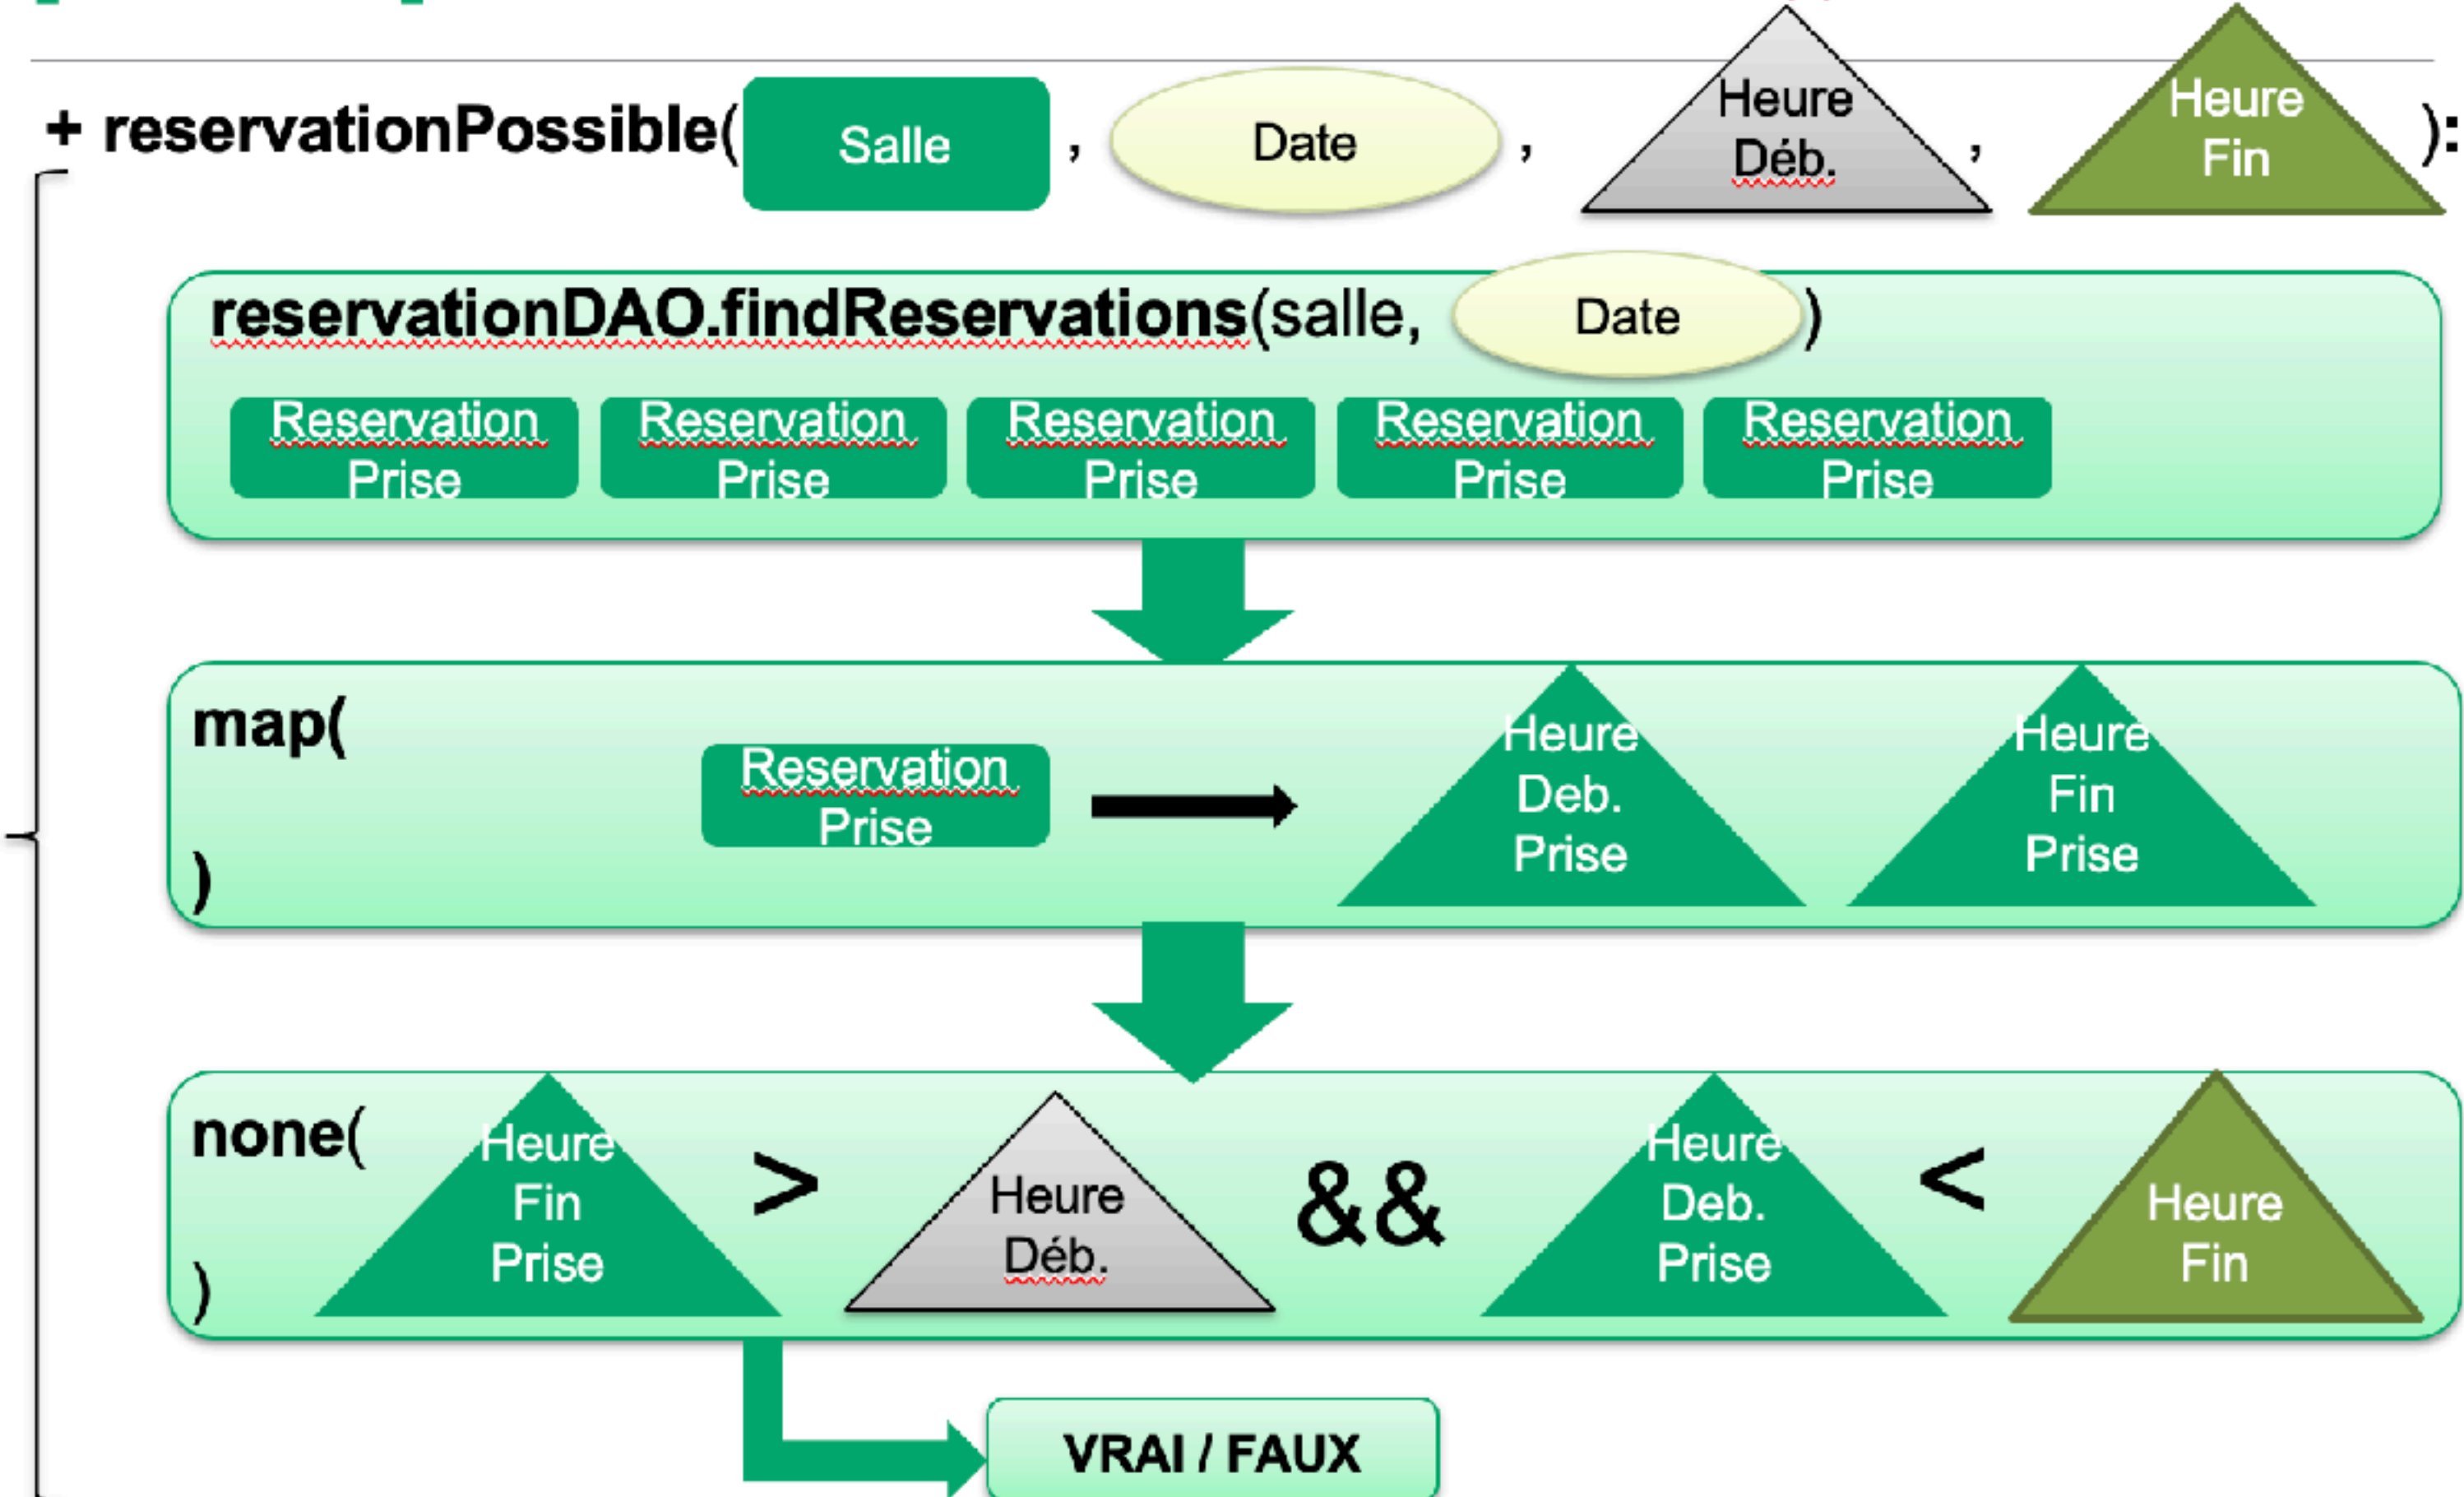 + reservationPossible( Salle , Date , Heure Déb. , Heure Fin ):
reservationDAO.findReservations(salle, Date )
Reservation Reservation Reservation Reservation Reservation
Prise Prise Prise Prise Prise
map(
Reservation
Prise
Heure
Deb.
Prise
Heure
Fin
Prise
)
none(
Heure
Fin
Prise
>
Heure
Déb.
&&
Heure
Deb.
Prise
<
Heure
Fin
)
VRAI / FAUX